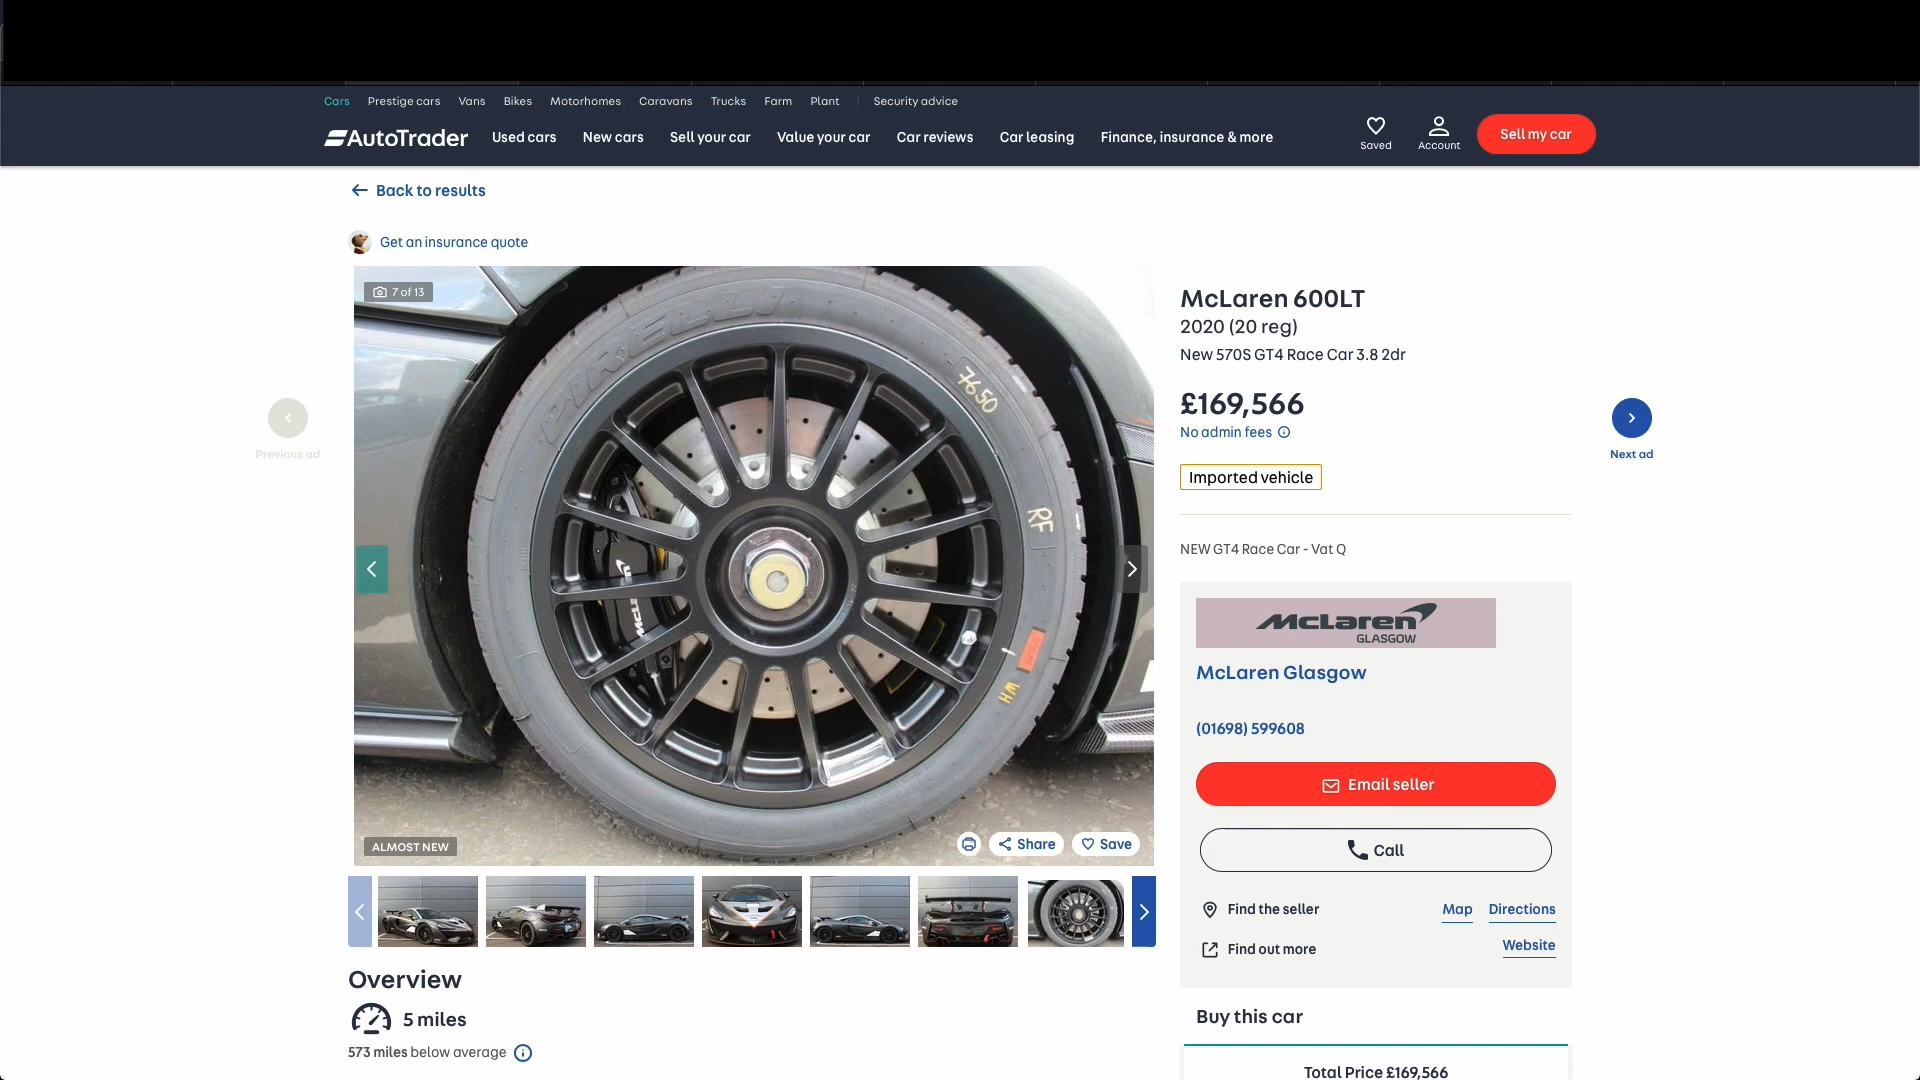 Cars Prestige cars Vans Bikes Motorhomes Caravans Trucks Farm Plant Security advice
AutoTrader Used cars New cars Sell your car Value your car Car reviews Car leasing Finance, insurance & more Saved Account Sell my car
Back to results
Get an insurance quote
7 of 13
PIRELLI
7650
RF
WH
McLaren
McL
ALMOST NEW
Share Save
Previous ad
McLaren 600LT
2020 (20 reg)
New 570S GT4 Race Car 3.8 2dr
£169,566
No admin fees
Imported vehicle
Next ad
NEW GT4 Race Car - Vat Q
McLaren
GLASGOW
McLaren Glasgow
(01698) 599608
Email seller
Call
Find the seller Map Directions
Find out more Website
Overview
5 miles
573 miles below average
Buy this car
Total Price £169,566